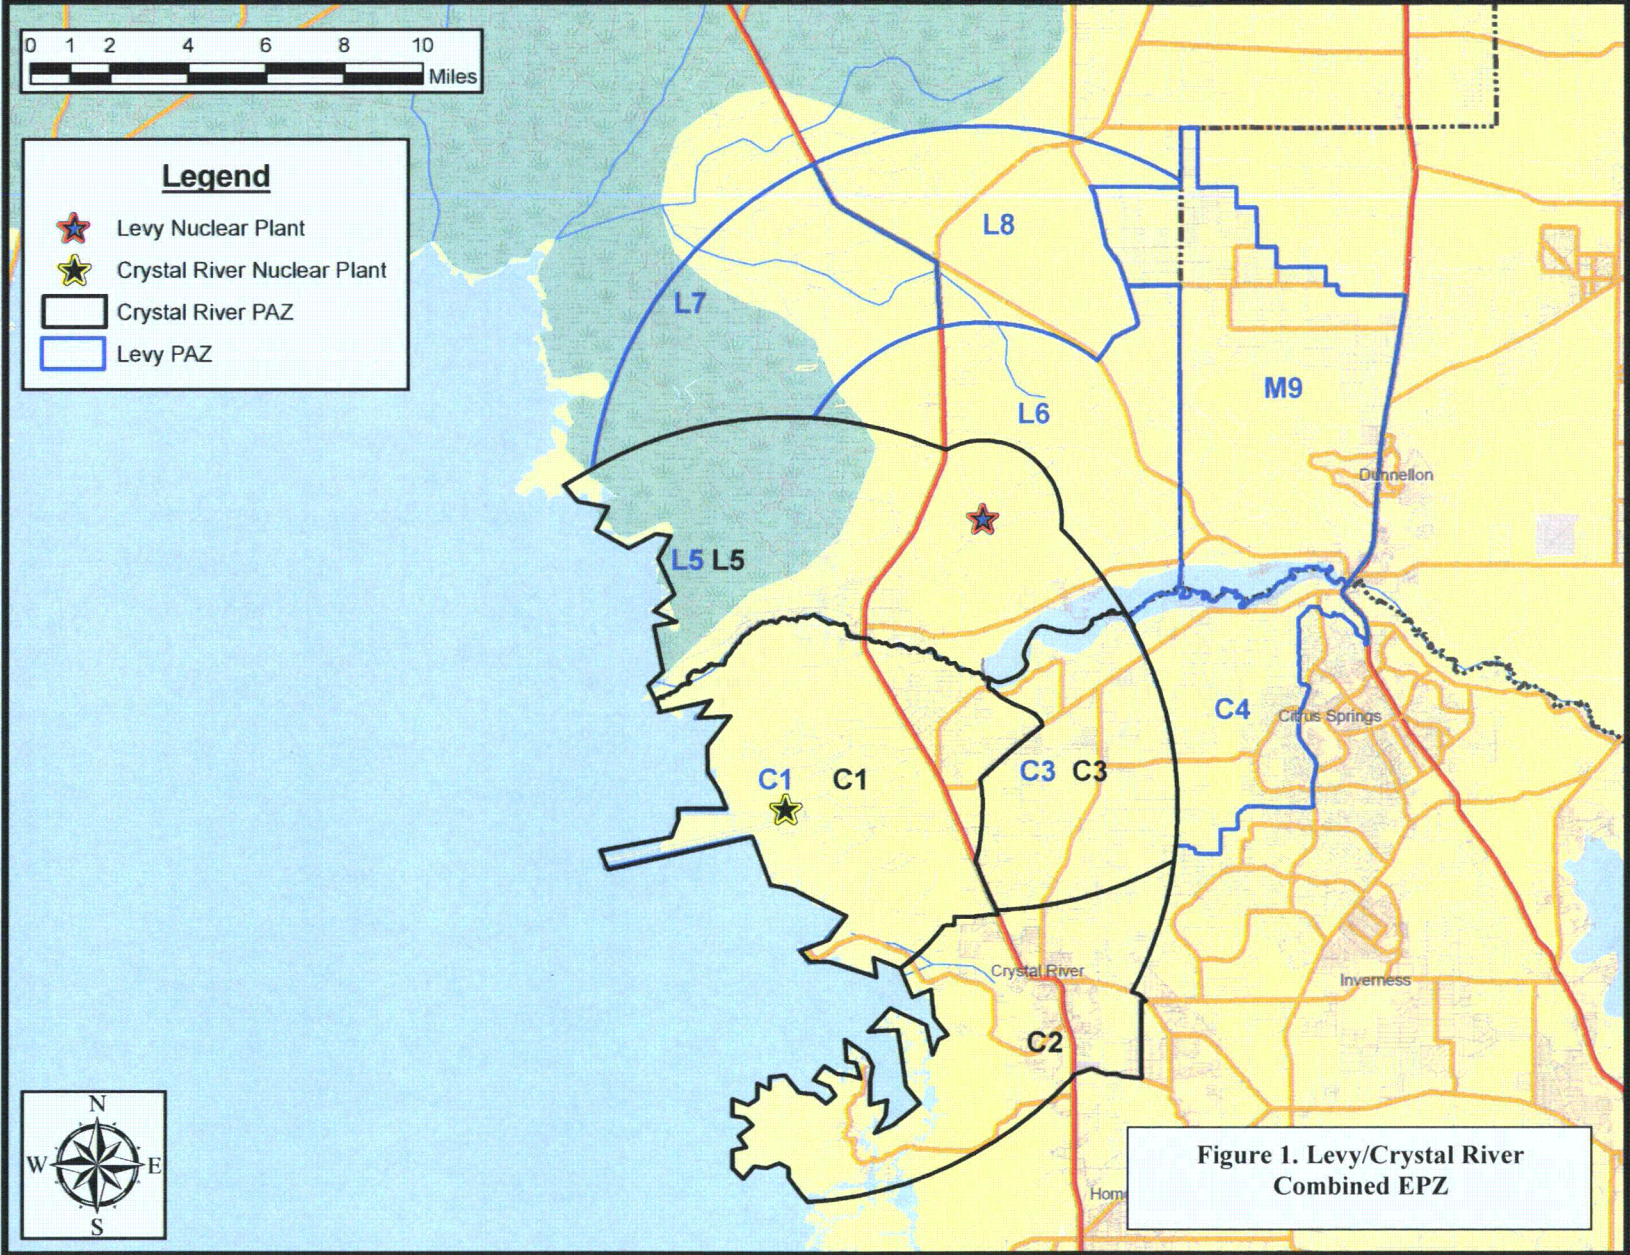 0 1 2 4 6 8 10
Miles
Legend
Levy Nuclear Plant
Crystal River Nuclear Plant
Crystal River PAZ
Levy PAZ
L8
L7
M9
L6
Dunnellon
L5 L5
C4
Citrus Springs
C1 C1
C3 C3
Crystal River
Inverness
C2
N
W E
S
Figure 1. Levy/Crystal River
Combined EPZ
Hom